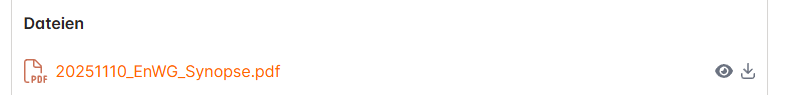 Dateien
PDF
20251110_EnWG_Synopse.pdf